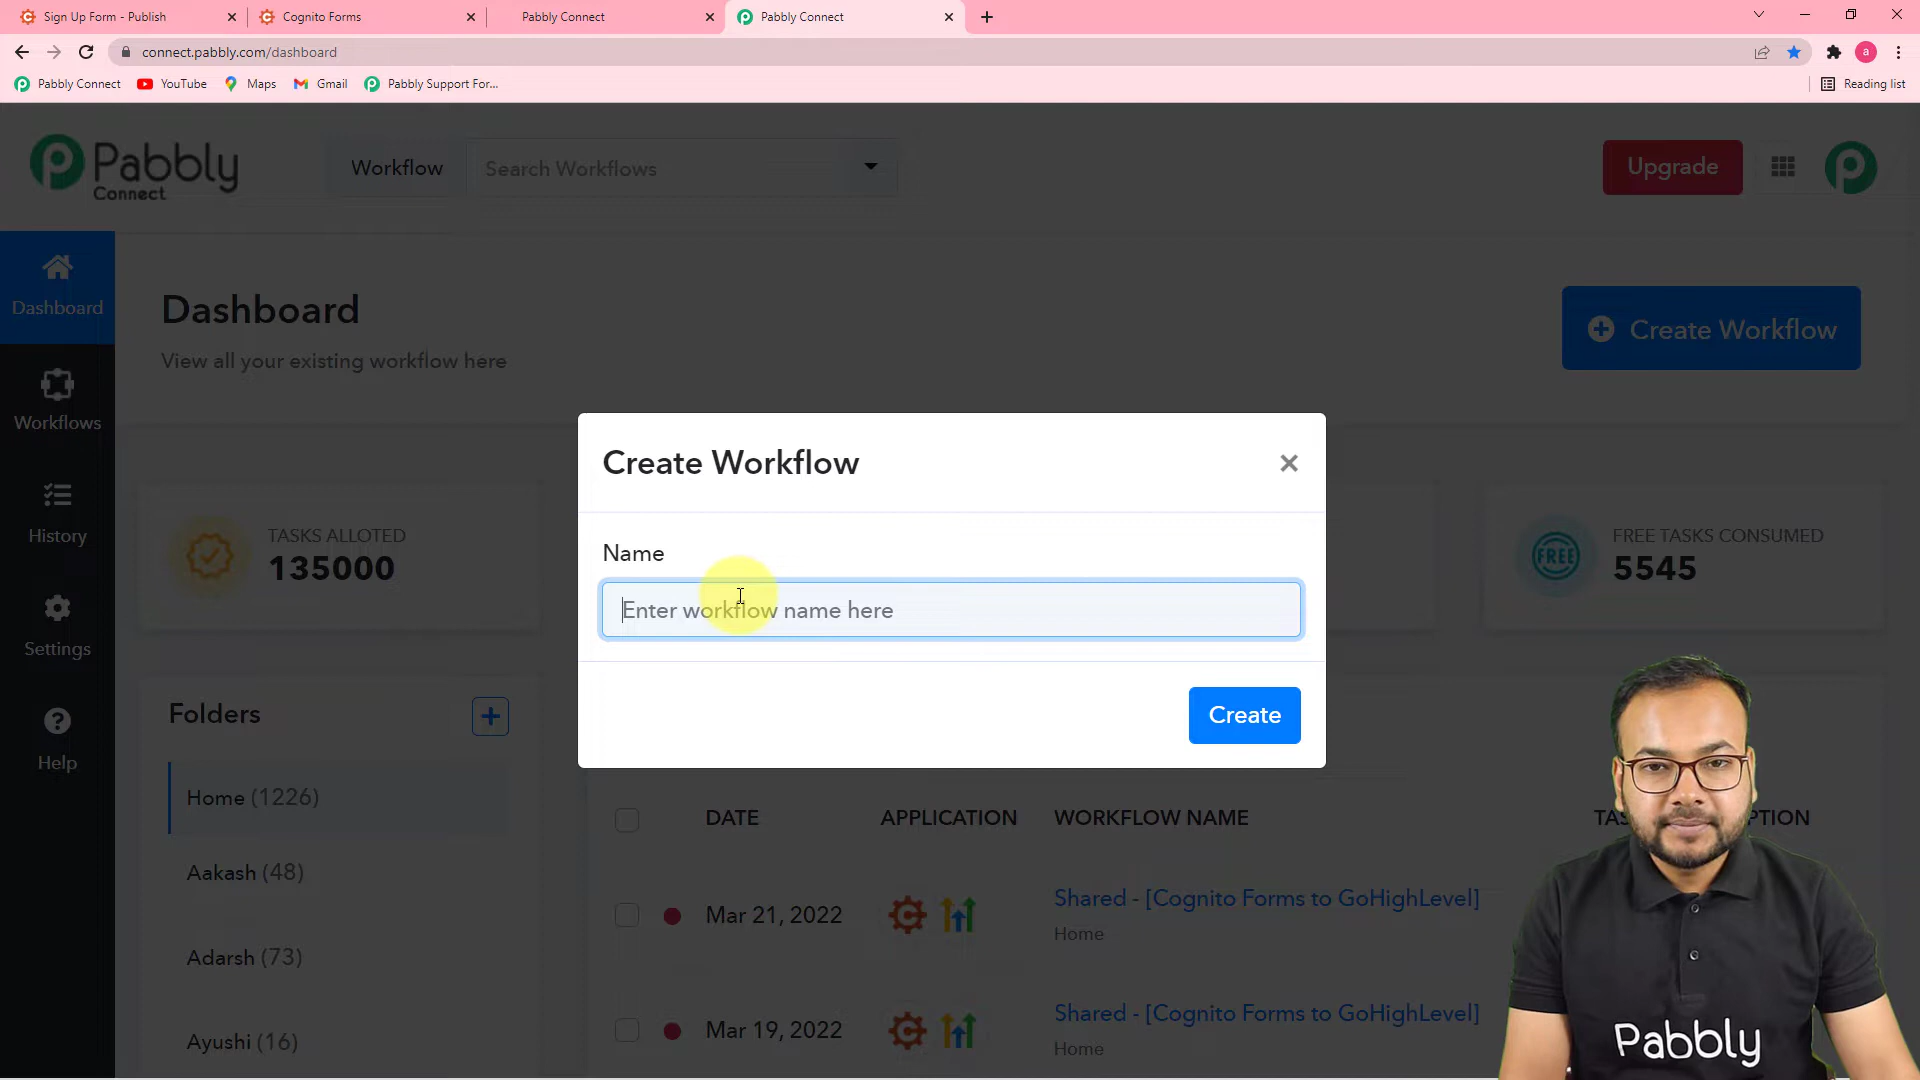 Sign Up Form - Publish
Cognito Forms
Pabbly Connect
Pabbly Connect
connect.pabbly.com/dashboard
a
Pabbly Connect
YouTube
Maps
Gmail
Pabbly Support For...
Reading list
Pabbly
Connect
Workflow
Search Workflows
Upgrade
Dashboard
Workflows
History
Settings
Help
Dashboard
View all your existing workflow here
Create Workflow
TASKS ALLOTED
135000
FREE
FREE TASKS CONSUMED
5545
Create Workflow
Name
Enter workflow name here
Create
Folders
Home (1226)
Aakash (48)
Adarsh (73)
Ayushi (16)
DATE
APPLICATION
WORKFLOW NAME
Mar 21, 2022
Shared - [Cognito Forms to GoHighLevel]
Home
Mar 19, 2022
Shared - [Cognito Forms to GoHighLevel]
Home
Pabbly